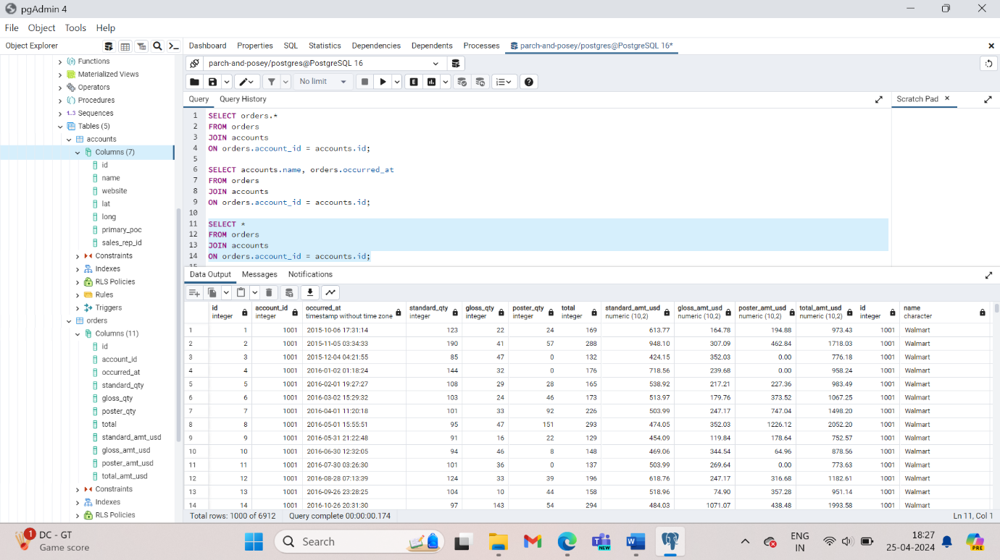 pgAdmin 4
File Object Tools Help
Object Explorer
Dashboard Properties SQL Statistics Dependencies Dependents Processes parch-and-posey/postgres@PostgreSQL 16*
Functions
Materialized Views
Operators
Procedures
1..3 Sequences
Tables (5)
accounts
Columns (7)
id
name
website
lat
long
primary_poc
sales_rep_id
Constraints
Indexes
RLS Policies
Rules
Triggers
orders
Columns (11)
id
account_id
occurred_at
standard_qty
gloss_qty
poster_qty
total
standard_amt_usd
gloss_amt_usd
poster_amt_usd
total_amt_usd
Constraints
Indexes
RLS Policies
parch-and-posey/postgres@PostgreSQL 16
No limit
E
Query Query History
Scratch Pad
1 SELECT orders.*
2 FROM orders
3 JOIN accounts
4 ON orders.account_id = accounts.id;
5
6 SELECT accounts.name, orders.occurred_at
7 FROM orders
8 JOIN accounts
9 ON orders.account_id = accounts.id;
10
11 SELECT *
12 FROM orders
13 JOIN accounts
14 ON orders.account_id = accounts.id;
15
Data Output Messages Notifications
id account_id occurred_at standard_qty gloss_qty poster_qty total standard_amt_usd gloss_amt_usd poster_amt_usd total_amt_usd id name
integer integer timestamp without time zone integer integer integer integer numeric (10,2) numeric (10,2) numeric (10,2) numeric (10,2) integer character
1 1 1001 2015-10-06 17:31:14 123 22 24 169 613.77 164.78 194.88 973.43 1001 Walmart
2 2 1001 2015-11-05 03:34:33 190 41 57 288 948.10 307.09 462.84 1718.03 1001 Walmart
3 3 1001 2015-12-04 04:21:55 85 47 0 132 424.15 352.03 0.00 776.18 1001 Walmart
4 4 1001 2016-01-02 01:18:24 144 32 0 176 718.56 239.68 0.00 958.24 1001 Walmart
5 5 1001 2016-02-01 19:27:27 108 29 28 165 538.92 217.21 227.36 983.49 1001 Walmart
6 6 1001 2016-03-02 15:29:32 103 24 46 173 513.97 179.76 373.52 1067.25 1001 Walmart
7 7 1001 2016-04-01 11:20:18 101 33 92 226 503.99 247.17 747.04 1498.20 1001 Walmart
8 8 1001 2016-05-01 15:55:51 95 47 151 293 474.05 352.03 1226.12 2052.20 1001 Walmart
9 9 1001 2016-05-31 21:22:48 91 16 22 129 454.09 119.84 178.64 752.57 1001 Walmart
10 10 1001 2016-06-30 12:32:05 94 46 8 148 469.06 344.54 64.96 878.56 1001 Walmart
11 11 1001 2016-07-30 03:26:30 101 36 0 137 503.99 269.64 0.00 773.63 1001 Walmart
12 12 1001 2016-08-28 07:13:39 124 33 39 196 618.76 247.17 316.68 1182.61 1001 Walmart
13 13 1001 2016-09-26 23:28:25 104 10 44 158 518.96 74.90 357.28 951.14 1001 Walmart
14 14 1001 2016-10-26 20:31:30 97 143 54 294 484.03 1071.07 438.48 1993.58 1001 Walmart
Total rows: 1000 of 6912 Query complete 00:00:00.174 Ln 11, Col 1
1 DC - GT
Game score
Search
NEW
ENG
IN
18:27
25-04-2024
PRE